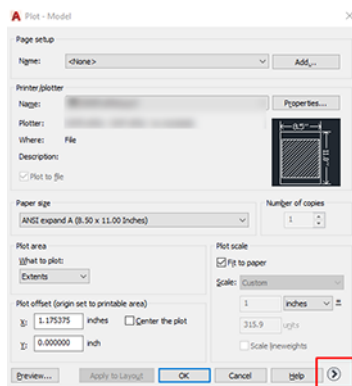 Plot - Model
Page setup
Name: <None> Add...
Printer/plotter
Name: Properties...
Plotter:
Where: File
Description:
Plot to file
8.5"
11.0"
Paper size
ANSI expand A (8.50 x 11.00 Inches)
Number of copies
1
Plot area
What to plot:
Extents
Plot scale
Fit to paper
Scale: Custom
1 inches =
315.9 units
Scale lineweights
Plot offset (origin set to printable area)
X: 1.175375 inches Center the plot
Y: 0.000000 inch
Preview... Apply to Layout OK Cancel Help